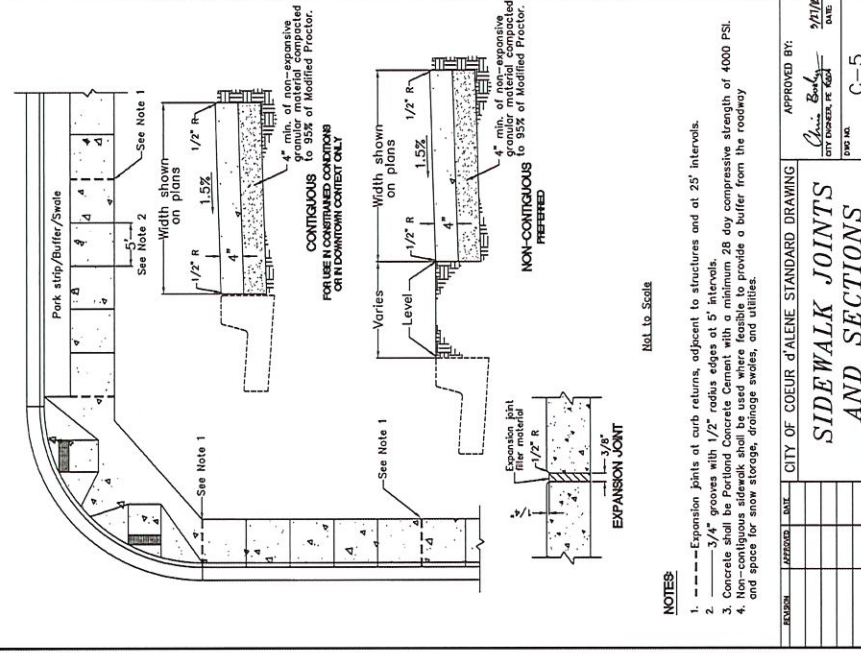 Park strip/Buffer/Swale
See Note 1
5'
See Note 2
See Note 1
See Note 1
Width shown
on plans
1/2" R
1.5%
1/2" R
4"
4" min. of non-expansive
granular material compacted
to 95% of Modified Proctor.
CONTIGUOUS
FOR USE IN CONSTRAINED CONDITIONS
OR IN DOWNTOWN CONTEXT ONLY
Varies
Level
Width shown
on plans
1/2" R
1.5%
1/2" R
4"
4" min. of non-expansive
granular material compacted
to 95% of Modified Proctor.
NON-CONTIGUOUS
PREFERRED
Expansion joint
filler material
1/2" R
1/4"
3/8"
EXPANSION JOINT
Not to Scale
NOTES:
1. Expansion joints at curb returns, adjacent to structures and at 25' intervals.
2. 3/4" grooves with 1/2" radius edges at 5' intervals.
3. Concrete shall be Portland Concrete Cement with a minimum 28 day compressive strength of 4000 PSI.
4. Non-contiguous sidewalk shall be used where feasible to provide a buffer from the roadway
and space for snow storage, drainage swales, and utilities.
REVISION APPROVED DATE
CITY OF COEUR d'ALENE STANDARD DRAWING
SIDEWALK JOINTS
AND SECTIONS
APPROVED BY:
CITY ENGINEER, PE
DATE:
DWG NO.
C-5